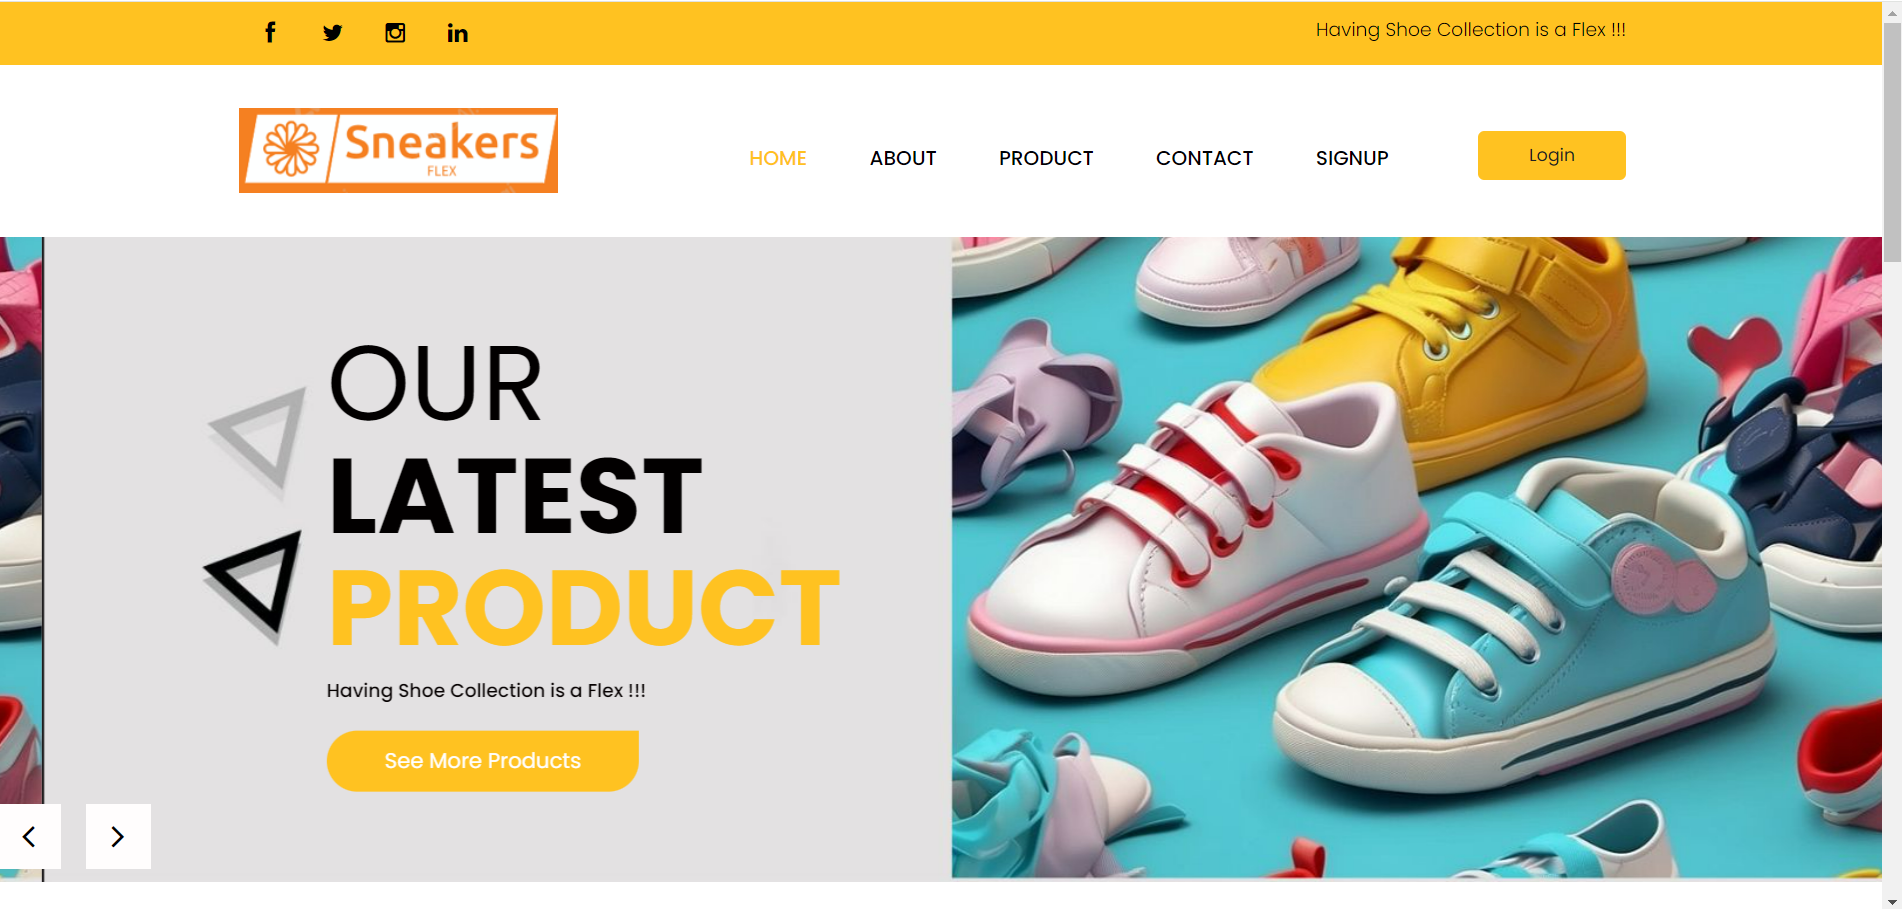 Having Shoe Collection is a Flex !!!
Sneakers
FLEX
HOME ABOUT PRODUCT CONTACT SIGNUP Login
OUR
LATEST
PRODUCT
Having Shoe Collection is a Flex !!!
See More Products